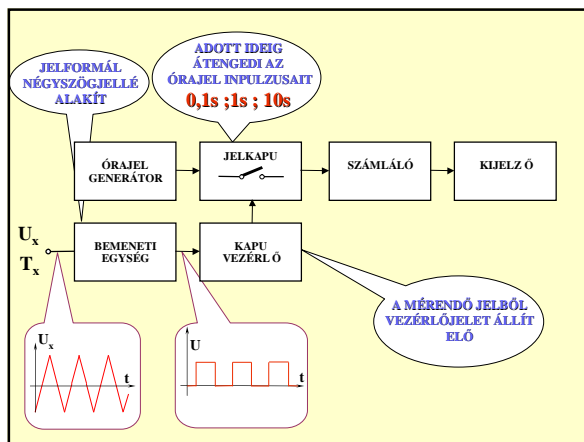 JELFORMÁL
NÉGYSZÖGJELLÉ
ALAKÍT
ADOTT IDEIG
ÁTENGEDI AZ
ÓRAJEL INPULZUSAIT
0,1s ;1s ; 10s
ÓRAJEL
GENERÁTOR
JELKAPU
SZÁMLÁLÓ
KIJELZ Ő
Ux
Tx
BEMENETI
EGYSÉG
KAPU
VEZÉRL Ő
A MÉRENDŐ JELBŐL
VEZÉRLŐJELET ÁLLÍT
ELŐ
Ux
t
U
t